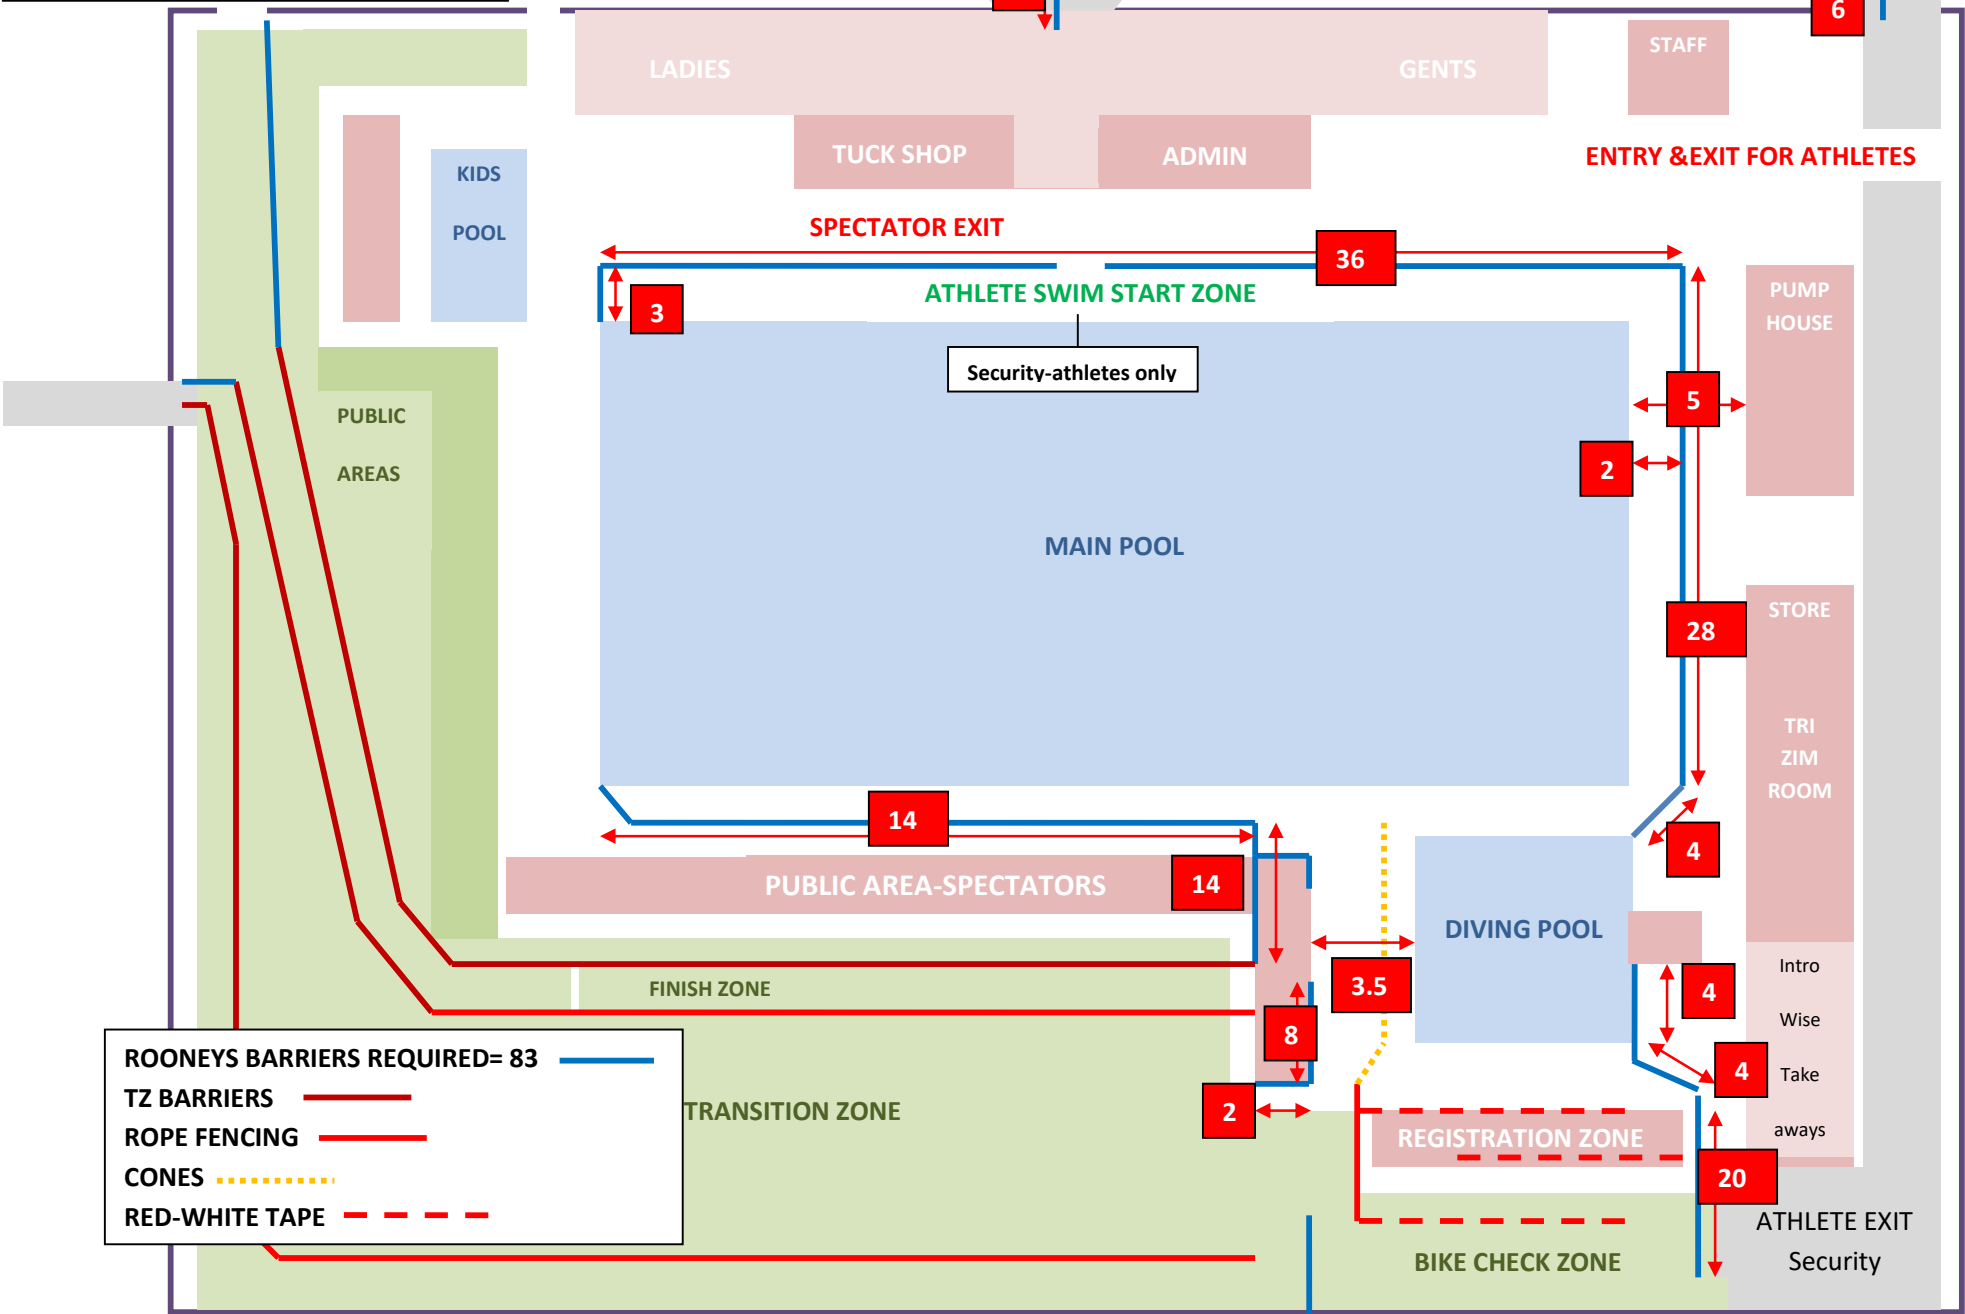 6
STAFF
LADIES
GENTS
TUCK SHOP
ADMIN
ENTRY &EXIT FOR ATHLETES
KIDS
POOL
SPECTATOR EXIT
36
ATHLETE SWIM START ZONE
3
PUMP
HOUSE
Security-athletes only
5
PUBLIC
AREAS
2
MAIN POOL
STORE
28
TRI
ZIM
ROOM
14
4
PUBLIC AREA-SPECTATORS
14
DIVING POOL
Intro
Wise
Take
aways
FINISH ZONE
3.5
4
8
4
ROONEYS BARRIERS REQUIRED= 83
TZ BARRIERS
ROPE FENCING
CONES
RED-WHITE TAPE
TRANSITION ZONE
2
REGISTRATION ZONE
20
ATHLETE EXIT
Security
BIKE CHECK ZONE